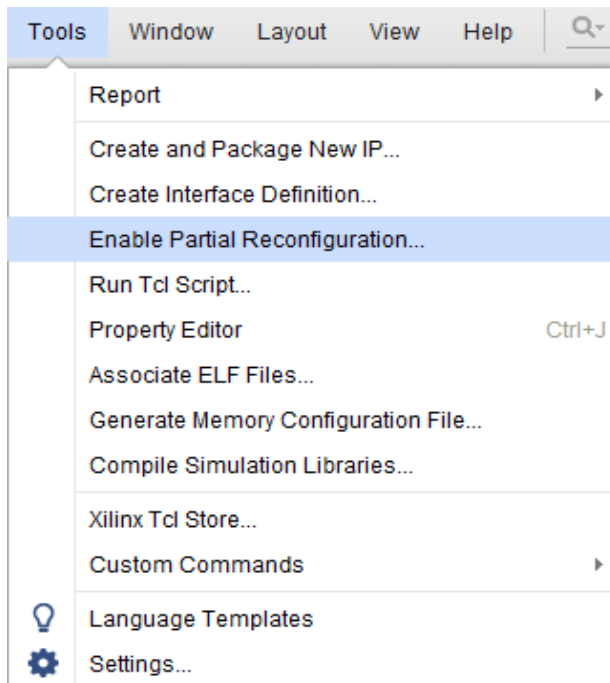 Tools Window Layout View Help
Report
Create and Package New IP...
Create Interface Definition...
Enable Partial Reconfiguration...
Run Tcl Script...
Property Editor Ctrl+J
Associate ELF Files...
Generate Memory Configuration File...
Compile Simulation Libraries...
Xilinx Tcl Store...
Custom Commands
Language Templates
Settings...